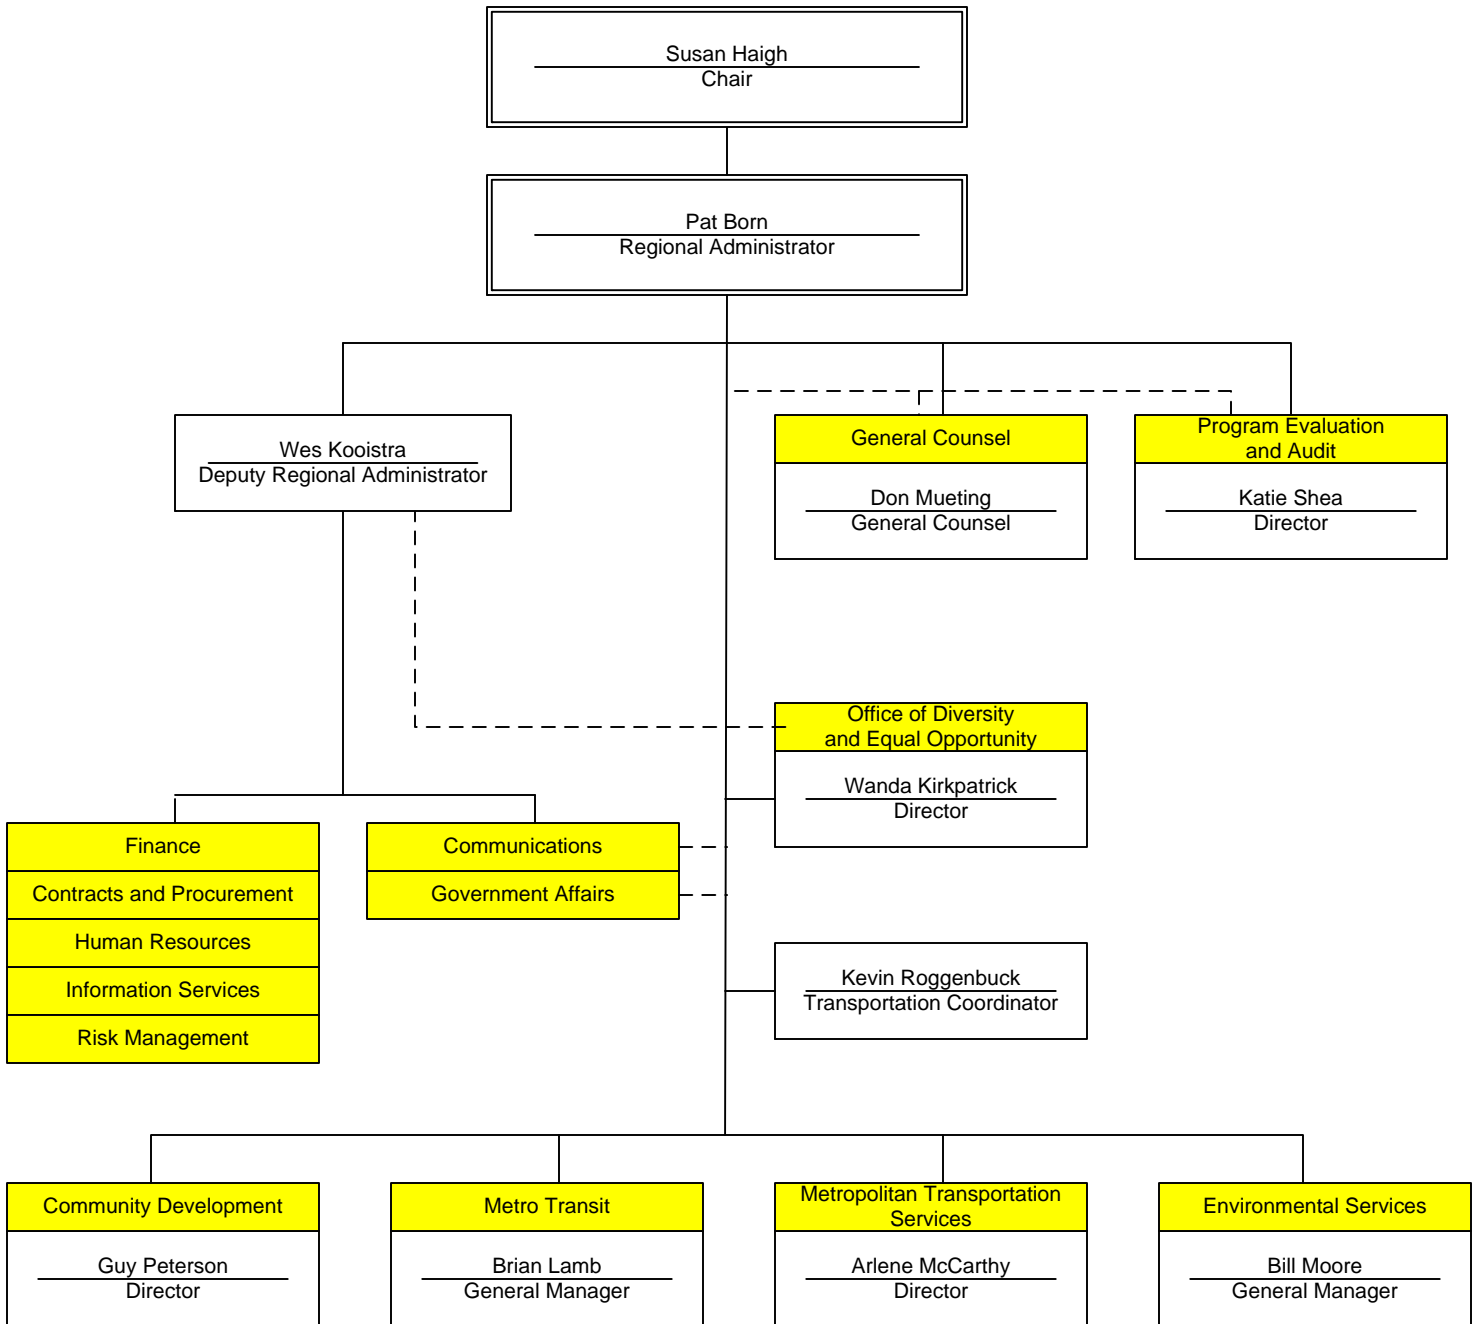 Susan Haigh
Chair
Pat Born
Regional Administrator
Wes Kooistra
Deputy Regional Administrator
General Counsel
Don Mueting
General Counsel
Program Evaluation
and Audit
Katie Shea
Director
Office of Diversity
and Equal Opportunity
Wanda Kirkpatrick
Director
Finance
Contracts and Procurement
Human Resources
Information Services
Risk Management
Communications
Government Affairs
Kevin Roggenbuck
Transportation Coordinator
Community Development
Guy Peterson
Director
Metro Transit
Brian Lamb
General Manager
Metropolitan Transportation
Services
Arlene McCarthy
Director
Environmental Services
Bill Moore
General Manager